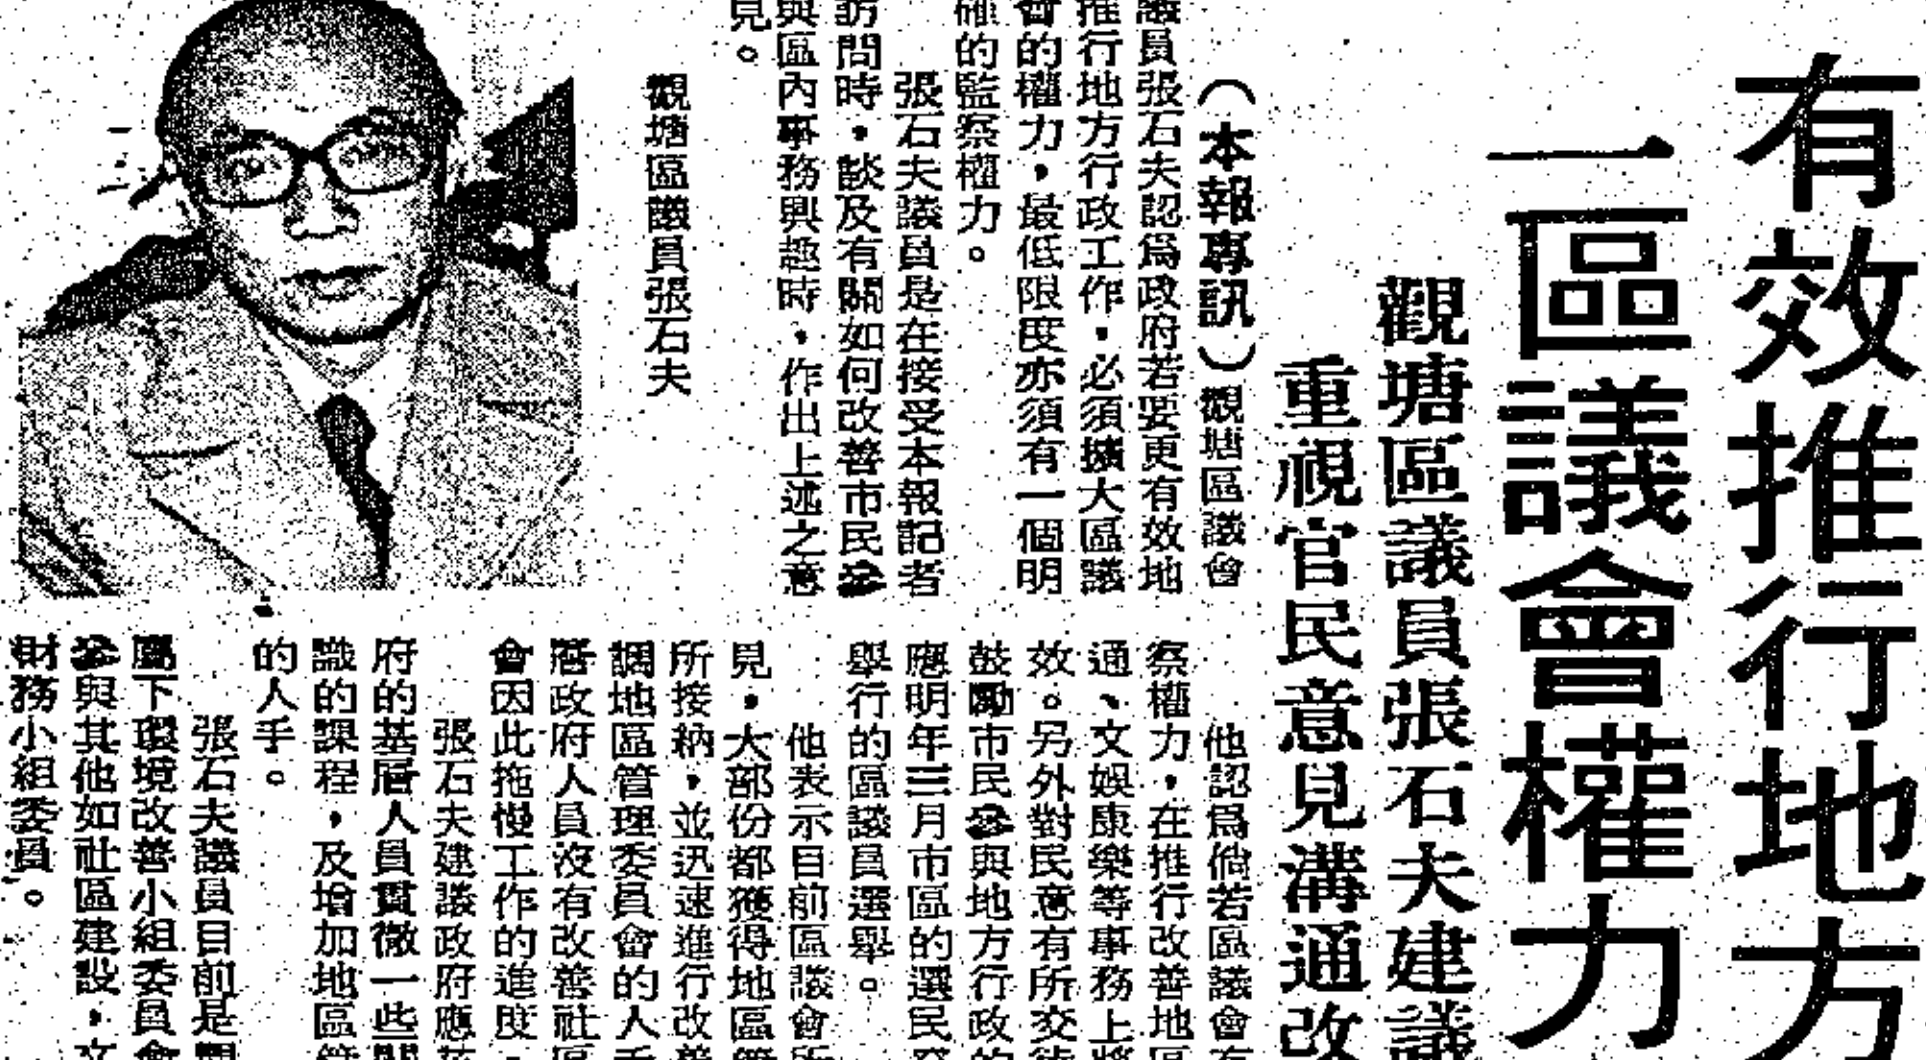 有效推行地方
區議會權力
觀塘區議員張石夫建議
重視官民意見溝通改
（本報專訊）觀塘區議會
議員張石夫認爲政府若要更有效地
推行地方行政工作，必須擴大區議
會的權力，最低限度亦須有一個明
確的監察權力。
張石夫議員是在接受本報記者
訪問時，談及有關如何改善市民參
與區內事務興趣時，作出上述之意
見。
觀塘區議員張石夫
他認爲倘若區議會有
察權力，在推行改善地區
通、文娛康樂等事務上將
效。另外對民意有所交待
鼓勵市民參與地方行政的
應明年三月市區的選民登
舉行的區議員選舉。
他表示目前區議會所
見，大部份都獲得地區管
所接納，並迅速進行改善
調地區管理委員會的人手
層政府人員沒有改善社區
會因此拖慢工作的進度，
張石夫建議政府應該
府的基層人員貫徹一些關
識的課程，及增加地區管
的人手。
張石夫議員目前是觀
屬下環境改善小組委員會
參與其他如社區建設，文
財務小組委員。